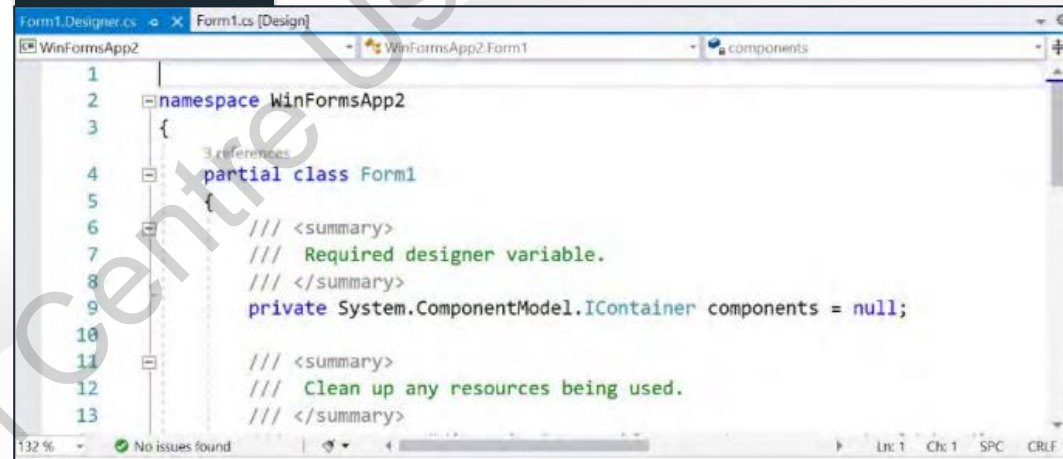 Form1.Designer.cs Form1.cs [Design]
WinFormsApp2 WinFormsApp2.Form1 components
1
2 namespace WinFormsApp2
3 {
3 references
4 partial class Form1
5 {
6 /// <summary>
7 /// Required designer variable.
8 /// </summary>
9 private System.ComponentModel.IContainer components = null;
10
11 /// <summary>
12 /// Clean up any resources being used.
13 /// </summary>
132 % No issues found Ln: 1 Ch: 1 SPC CRLF
Centre Us